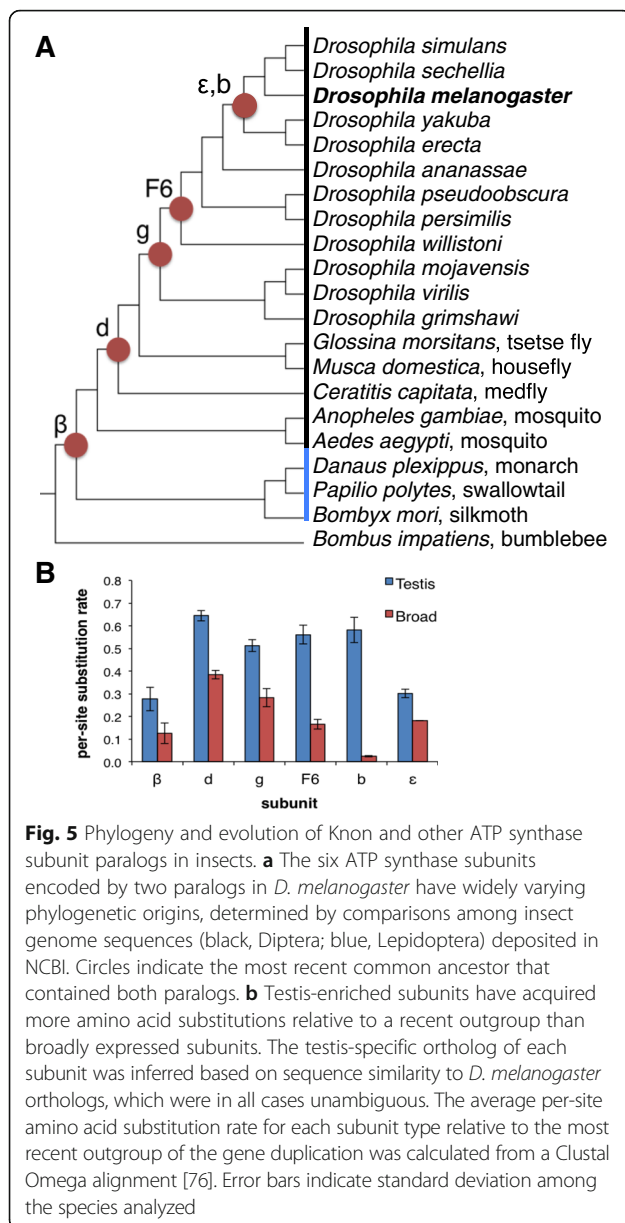 A
Drosophila simulans
Drosophila sechellia
ε,b
Drosophila melanogaster
Drosophila yakuba
Drosophila erecta
Drosophila ananassae
F6
Drosophila pseudoobscura
Drosophila persimilis
g
Drosophila willistoni
Drosophila mojavensis
Drosophila virilis
Drosophila grimshawi
d
Glossina morsitans, tsetse fly
Musca domestica, housefly
Ceratitis capitata, medfly
Anopheles gambiae, mosquito
β
Aedes aegypti, mosquito
Danaus plexippus, monarch
Papilio polytes, swallowtail
Bombyx mori, silkmoth
Bombus impatiens, bumblebee
B
per-site substitution rate
0.8
0.7
0.6
0.5
0.4
0.3
0.2
0.1
0.0
Testis
Broad
β d g F6 b ε
subunit
Fig. 5 Phylogeny and evolution of Knon and other ATP synthase
subunit paralogs in insects. a The six ATP synthase subunits
encoded by two paralogs in D. melanogaster have widely varying
phylogenetic origins, determined by comparisons among insect
genome sequences (black, Diptera; blue, Lepidoptera) deposited in
NCBI. Circles indicate the most recent common ancestor that
contained both paralogs. b Testis-enriched subunits have acquired
more amino acid substitutions relative to a recent outgroup than
broadly expressed subunits. The testis-specific ortholog of each
subunit was inferred based on sequence similarity to D. melanogaster
orthologs, which were in all cases unambiguous. The average per-site
amino acid substitution rate for each subunit type relative to the most
recent outgroup of the gene duplication was calculated from a Clustal
Omega alignment [76]. Error bars indicate standard deviation among
the species analyzed